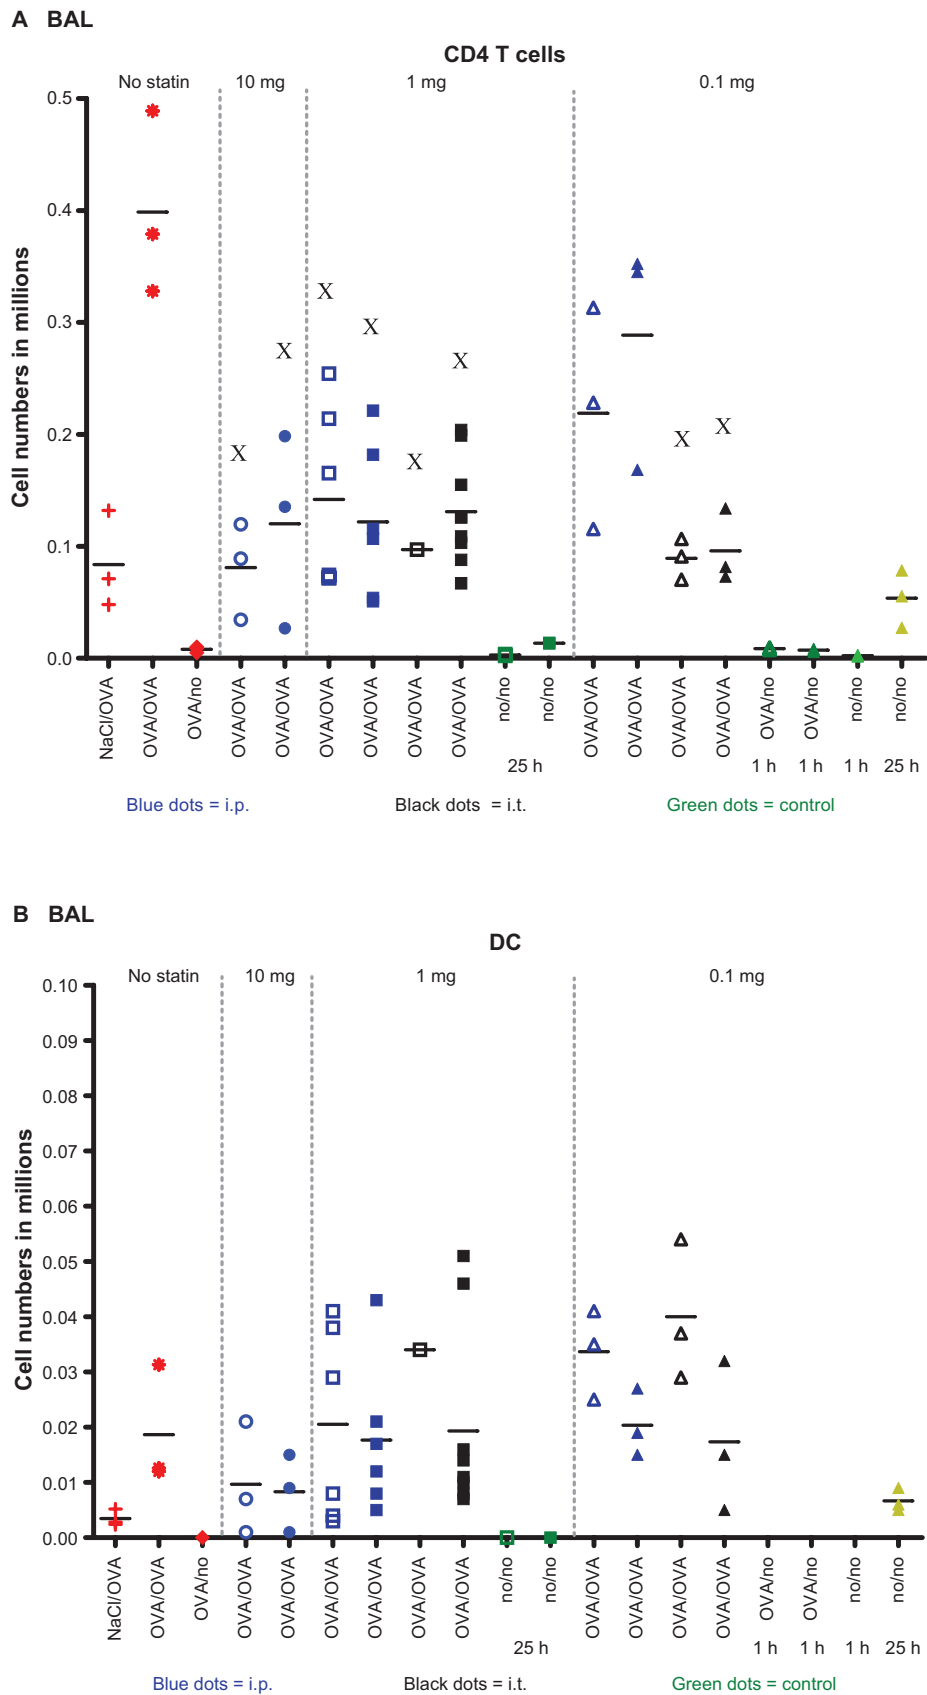 A BAL
CD4 T cells
No statin 10 mg 1 mg 0.1 mg
Cell numbers in millions
0.5
0.4
0.3
0.2
0.1
0.0
X X X X X X X X
NaCl/OVA OVA/OVA OVA/no OVA/OVA OVA/OVA OVA/OVA OVA/OVA OVA/OVA OVA/OVA no/no no/no OVA/OVA OVA/OVA OVA/OVA OVA/OVA OVA/no OVA/no no/no no/no
25 h 1 h 1 h 1 h 25 h
Blue dots = i.p. Black dots = i.t. Green dots = control
B BAL
DC
No statin 10 mg 1 mg 0.1 mg
Cell numbers in millions
0.10
0.09
0.08
0.07
0.06
0.05
0.04
0.03
0.02
0.01
0.00
NaCl/OVA OVA/OVA OVA/no OVA/OVA OVA/OVA OVA/OVA OVA/OVA OVA/OVA OVA/OVA no/no no/no OVA/OVA OVA/OVA OVA/OVA OVA/OVA OVA/no OVA/no no/no no/no
25 h 1 h 1 h 1 h 25 h
Blue dots = i.p. Black dots = i.t. Green dots = control